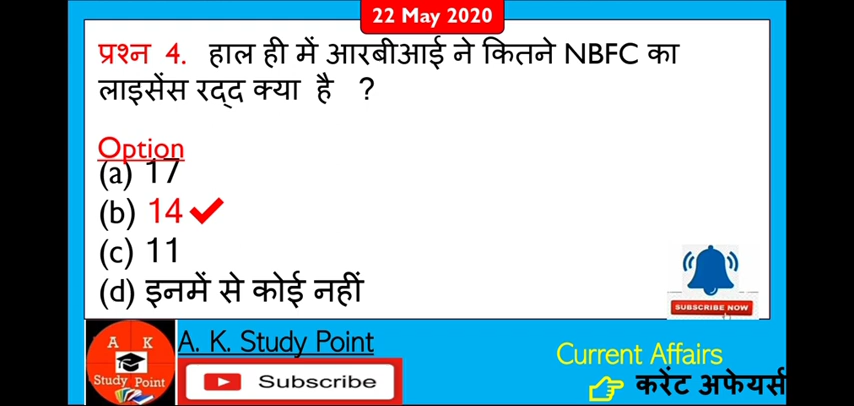 22 May 2020
प्रश्न 4. हाल ही में आरबीआई ने कितने NBFC का
लाइसेंस रद्द क्या है ?
Option
(a) 17
(b) 14
(c) 11
(d) इनमें से कोई नहीं
SUBSCRIBE NOW
A K
Study Point
A. K. Study Point
Subscribe
Current Affairs
करेंट अफेयर्स